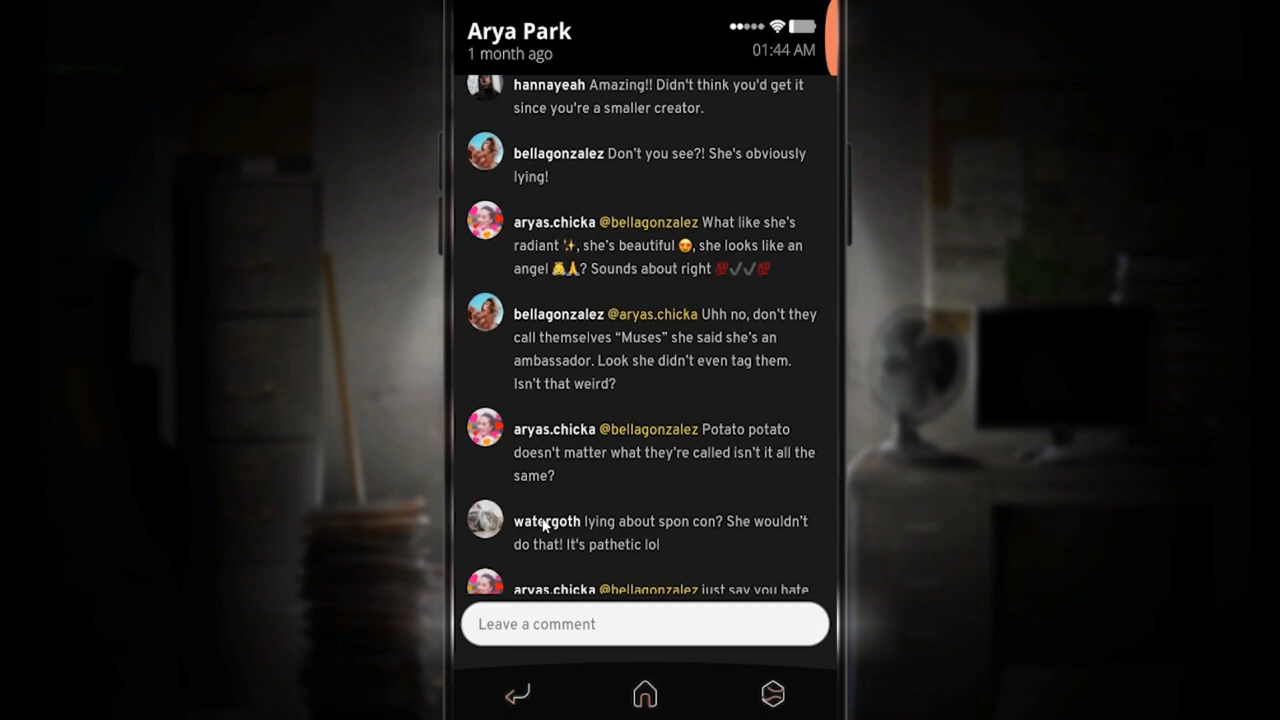 Arya Park
1 month ago
01:44 AM
hannayeah Amazing!! Didn't think you'd get it
since you're a smaller creator.
bellagonzalez Don't you see?! She's obviously
lying!
aryas.chicka @bellagonzalez What like she's
radiant ✨, she's beautiful 😍, she looks like an
angel 👼🙏? Sounds about right 💯✔✔💯
bellagonzalez @aryas.chicka Uhh no, don't they
call themselves “Muses” she said she's an
ambassador. Look she didn't even tag them.
Isn't that weird?
aryas.chicka @bellagonzalez Potato potato
doesn't matter what they're called isn't it all the
same?
watergoth lying about spon con? She wouldn't
do that! It's pathetic lol
aryas.chicka @bellagonzalez just say you hate
Leave a comment